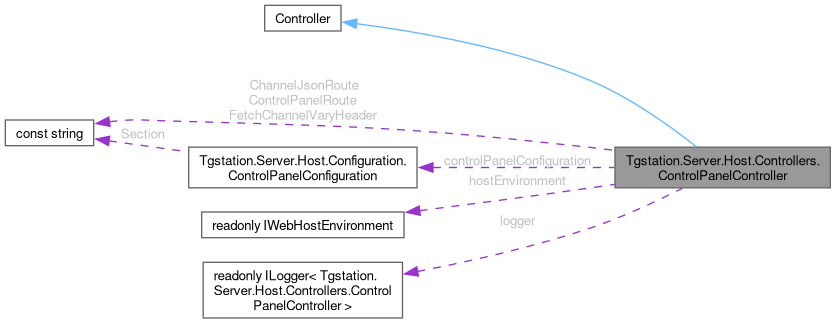 Controller
ChannelJsonRoute
ControlPanelRoute
FetchChannelVaryHeader
const string
Section
Tgstation.Server.Host.Configuration.
ControlPanelConfiguration
controlPanelConfiguration
Tgstation.Server.Host.Controllers.
ControlPanelController
hostEnvironment
readonly IWebHostEnvironment
logger
readonly ILogger< Tgstation.
Server.Host.Controllers.Control
PanelController >